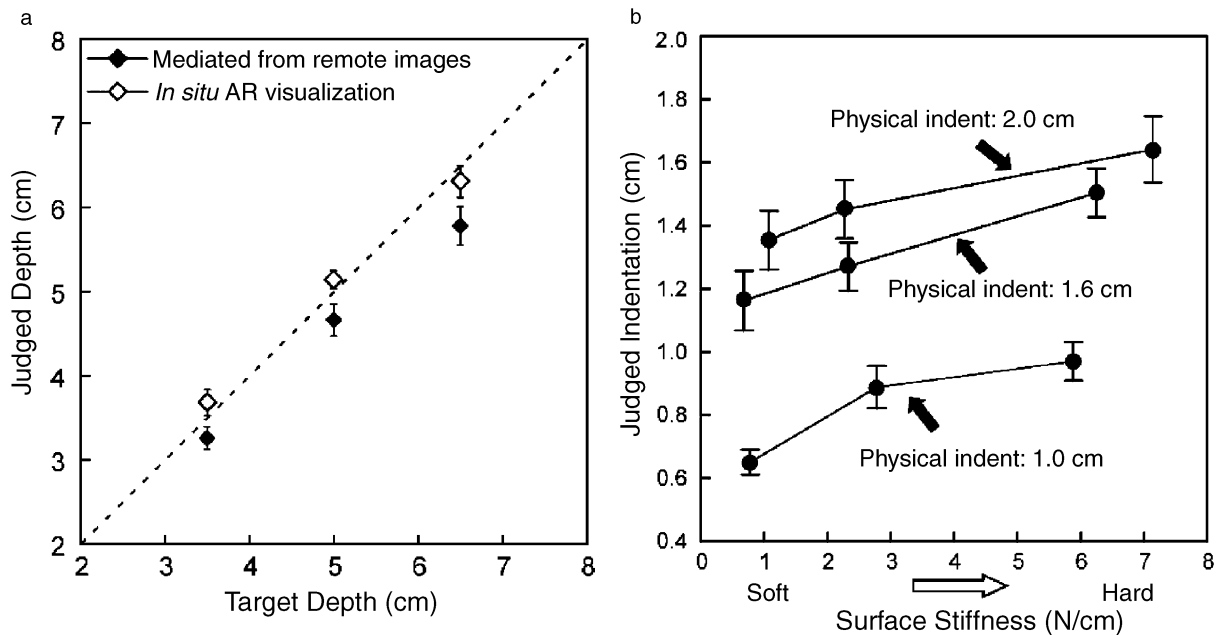 a
8
7
6
5
4
3
2
2 3 4 5 6 7 8
Judged Depth (cm)
Target Depth (cm)
Mediated from remote images
In situ AR visualization
b
2.0
1.8
1.6
1.4
1.2
1.0
0.8
0.6
0.4
0 1 2 3 4 5 6 7 8
Judged Indentation (cm)
Physical indent: 2.0 cm
Physical indent: 1.6 cm
Physical indent: 1.0 cm
Soft
Hard
Surface Stiffness (N/cm)